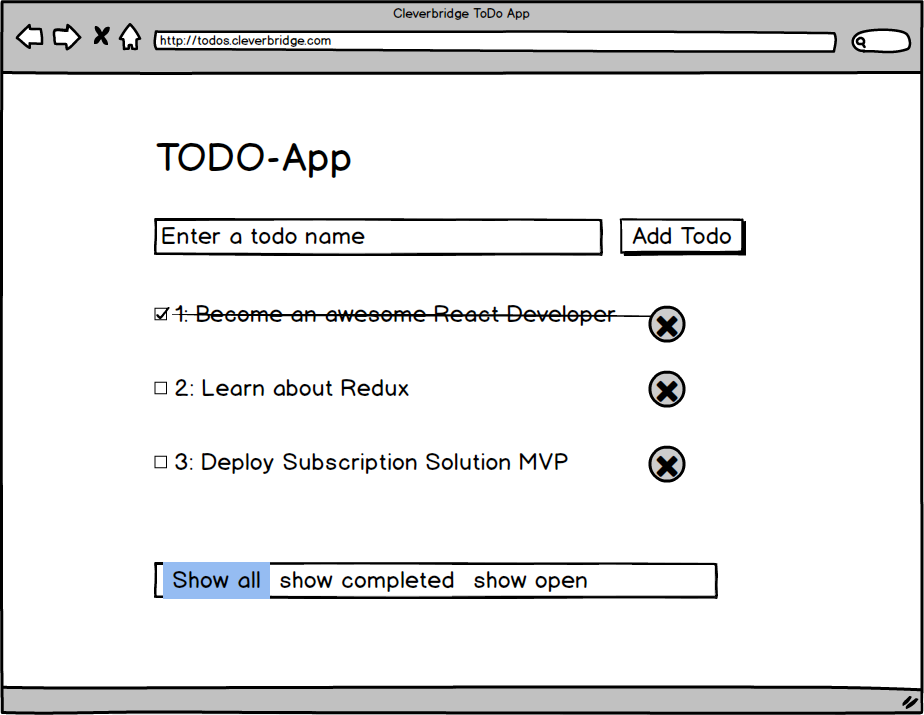 Cleverbridge ToDo App
http://todos.cleverbridge.com
TODO-App
Enter a todo name
Add Todo
1: Become an awesome React Developer
2: Learn about Redux
3: Deploy Subscription Solution MVP
Show all show completed show open